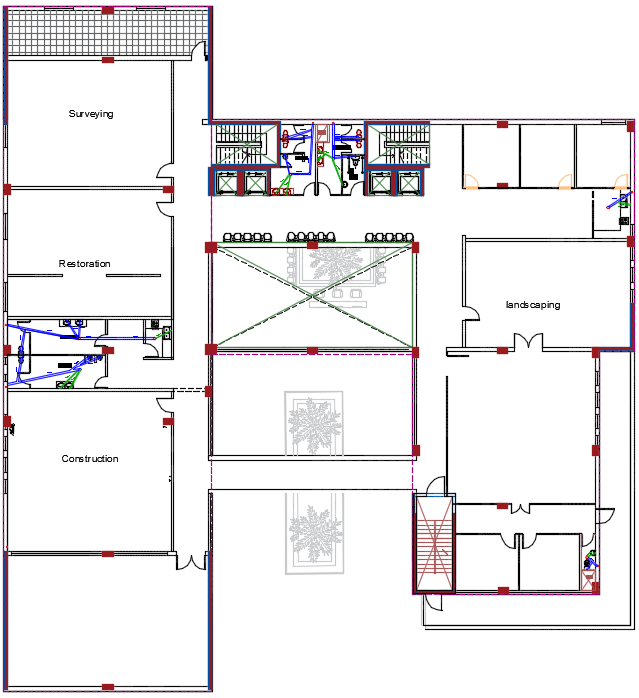 Surveying
Restoration
landscaping
Construction